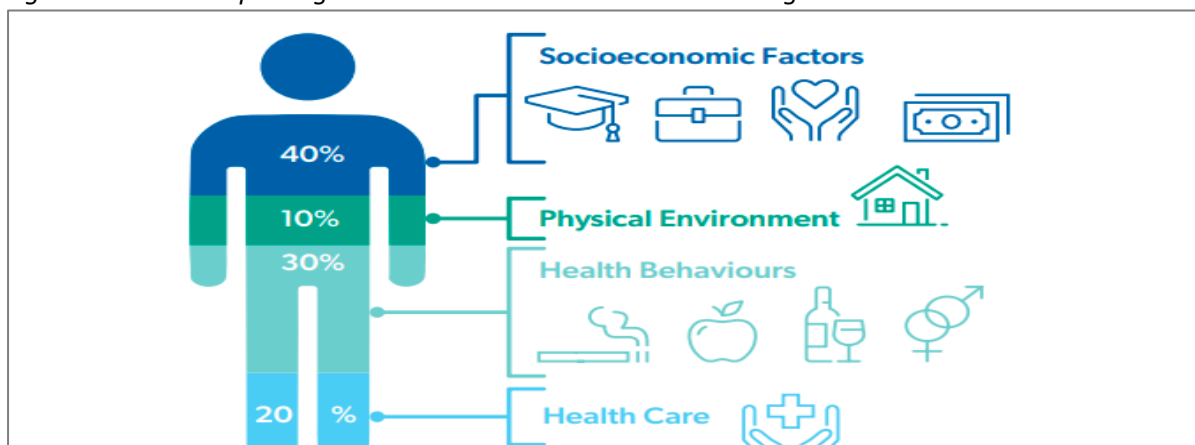 Socioeconomic Factors
40%
10%
Physical Environment
30%
Health Behaviours
20 %
Health Care